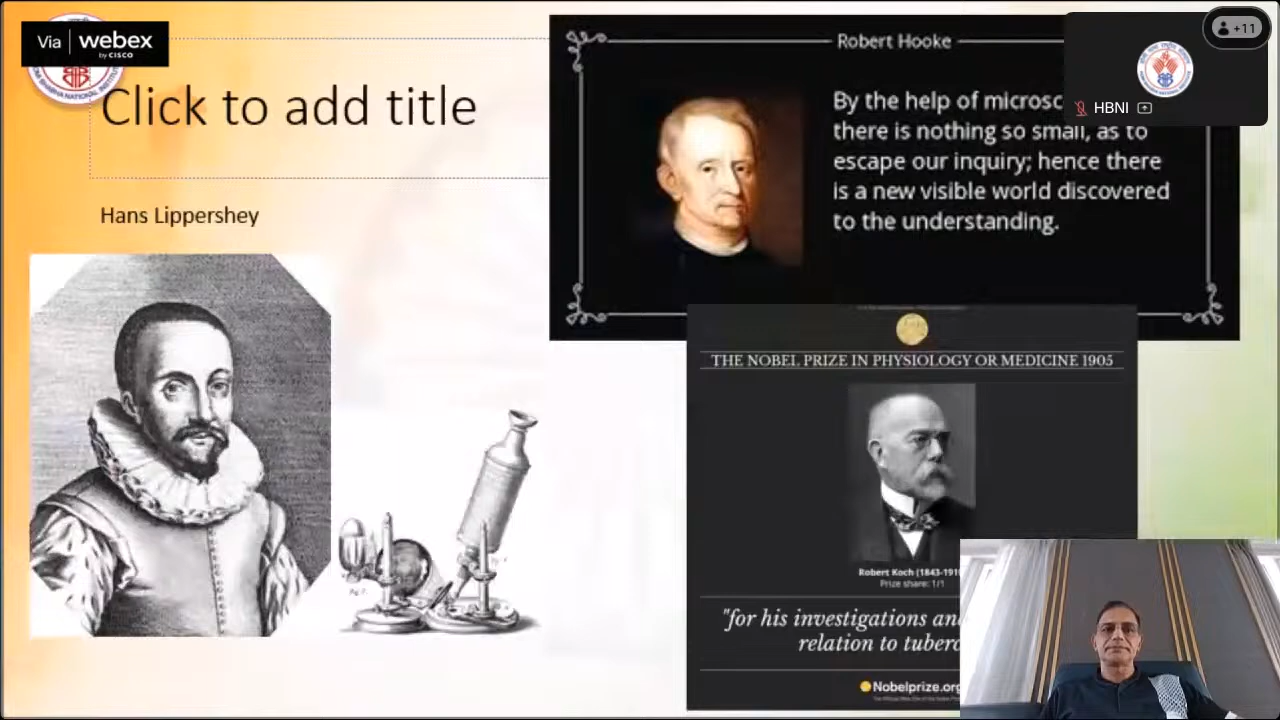 Via webex
by CISCO
BHABHA NATIONAL
Click to add title
Hans Lippershey
Robert Hooke
By the help of microsc
there is nothing so small, as to
escape our inquiry; hence there
is a new visible world discovered
to the understanding.
+11
HBNI
THE NOBEL PRIZE IN PHYSIOLOGY OR MEDICINE 1905
Robert Koch (1843-191
Prize share: 1/1
"for his investigations an
relation to tuberc
Nobelprize.org